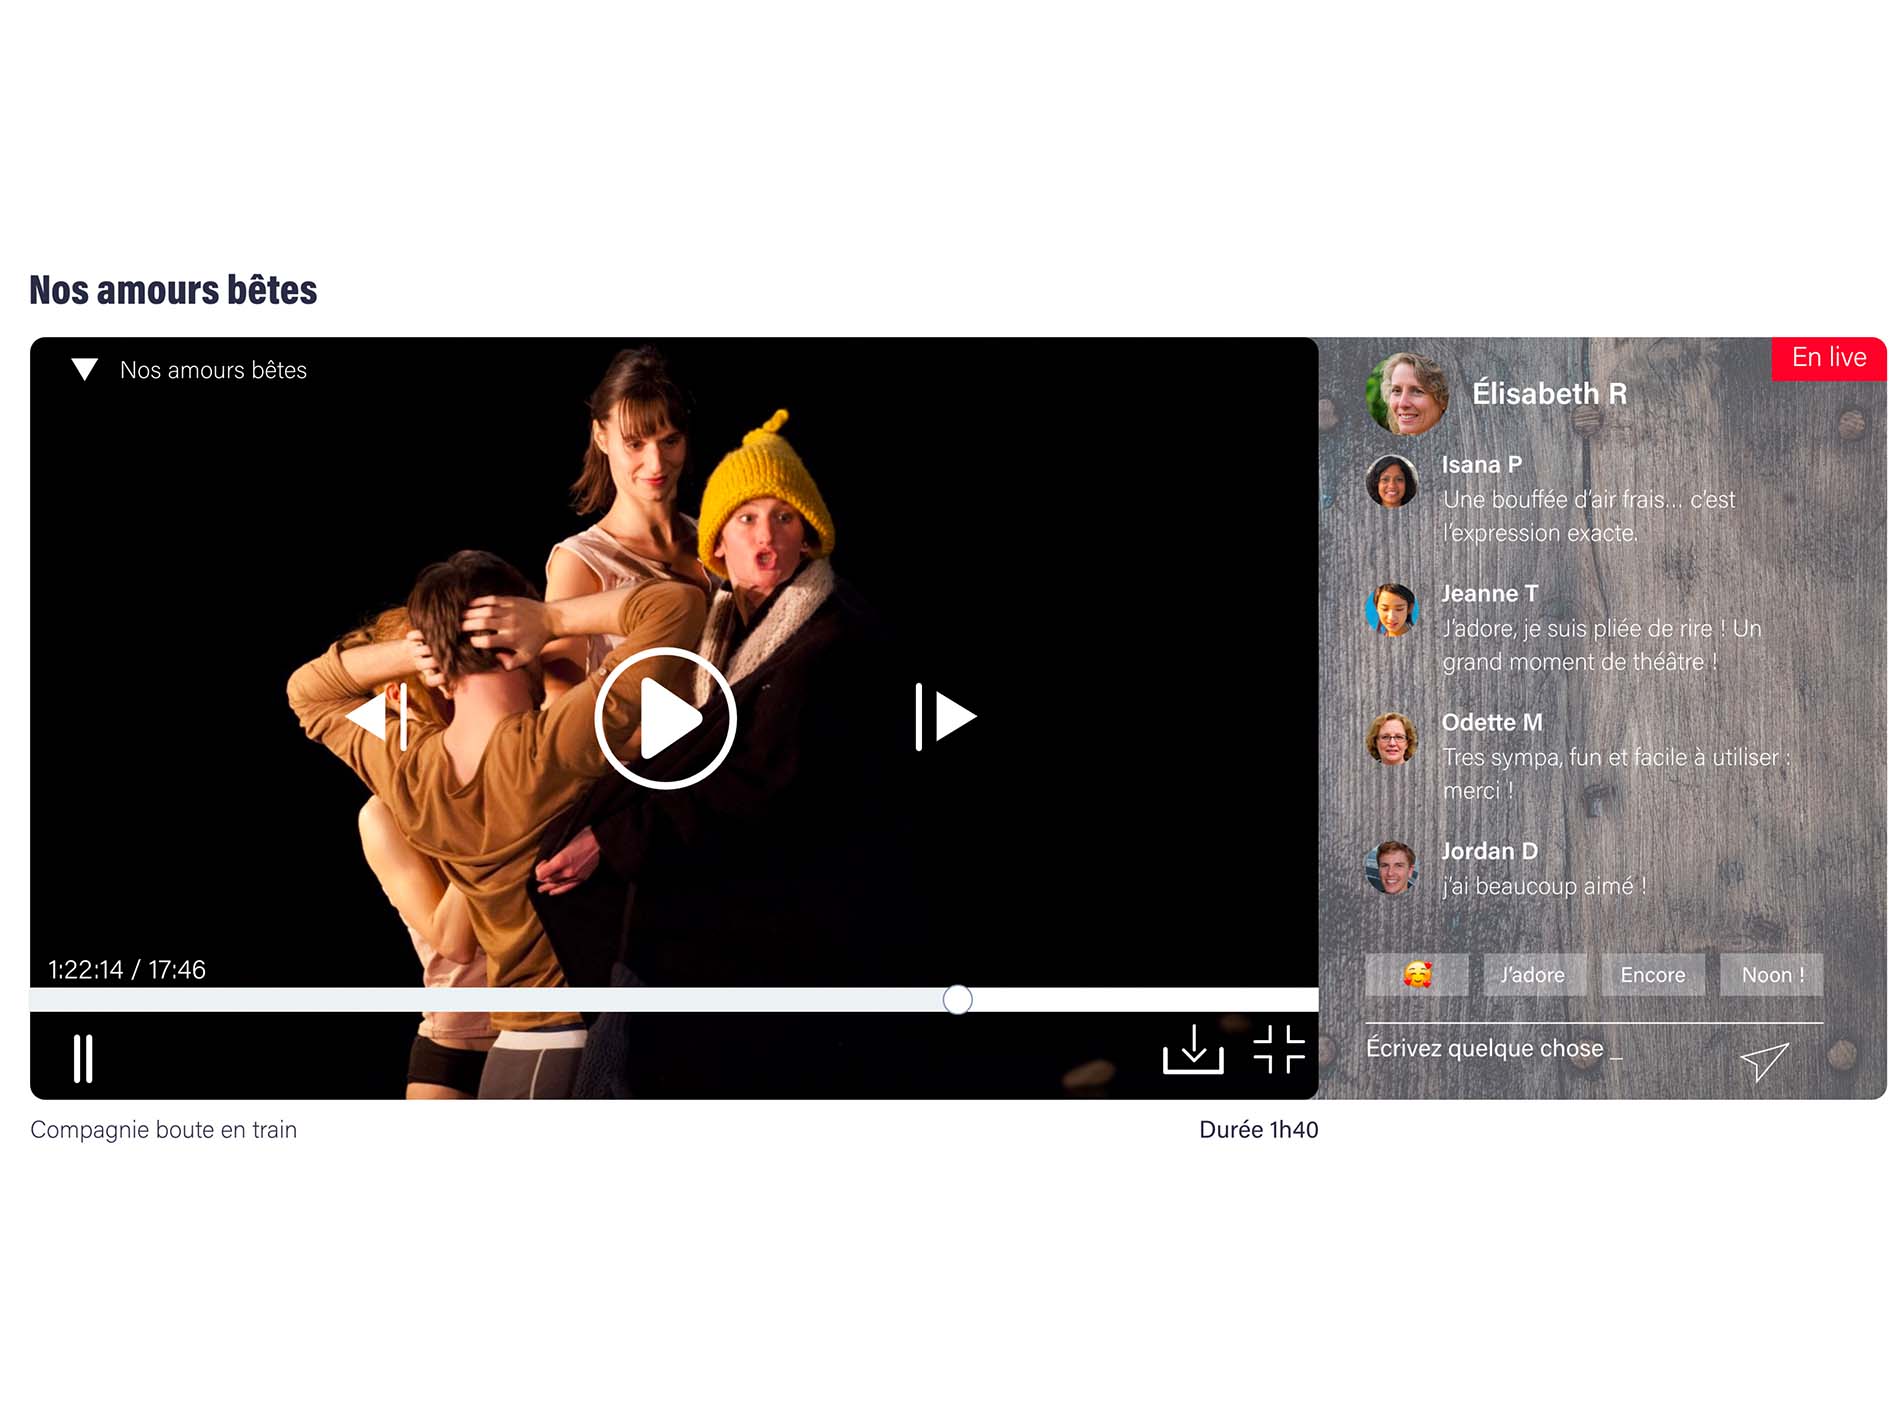 Nos amours bêtes
Nos amours bêtes
1:22:14 / 17:46
Compagnie boute en train
Durée 1h40
En live
Élisabeth R
Isana P
Une bouffée d'air frais... c'est
l'expression exacte.
Jeanne T
J'adore, je suis pliée de rire ! Un
grand moment de théâtre !
Odette M
Tres sympa, fun et facile à utiliser :
merci !
Jordan D
j'ai beaucoup aimé !
J'adore
Encore
Noon !
Écrivez quelque chose _